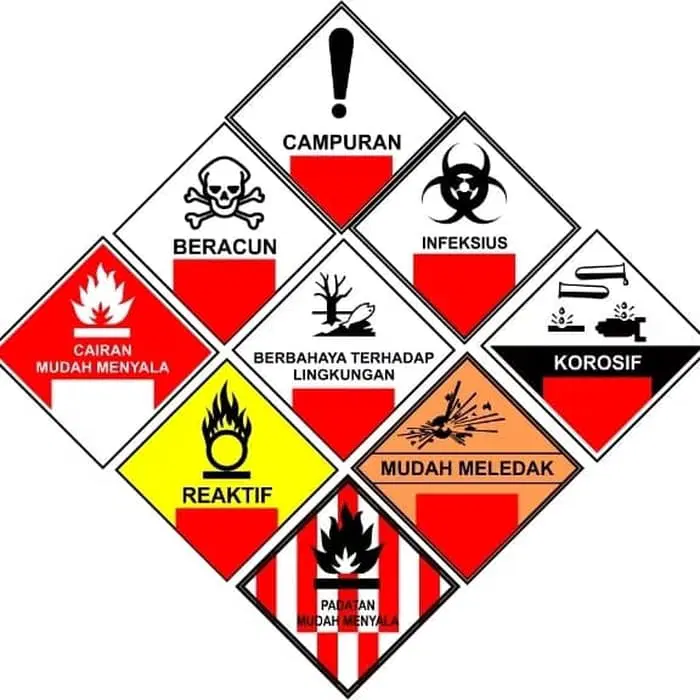 CAMPURAN
BERACUN
INFEKSIUS
CAIRAN
MUDAH MENYALA
BERBAHAYA TERHADAP
LINGKUNGAN
KOROSIF
REAKTIF
MUDAH MELEDAK
PADATAN
MUDAH MENYALA